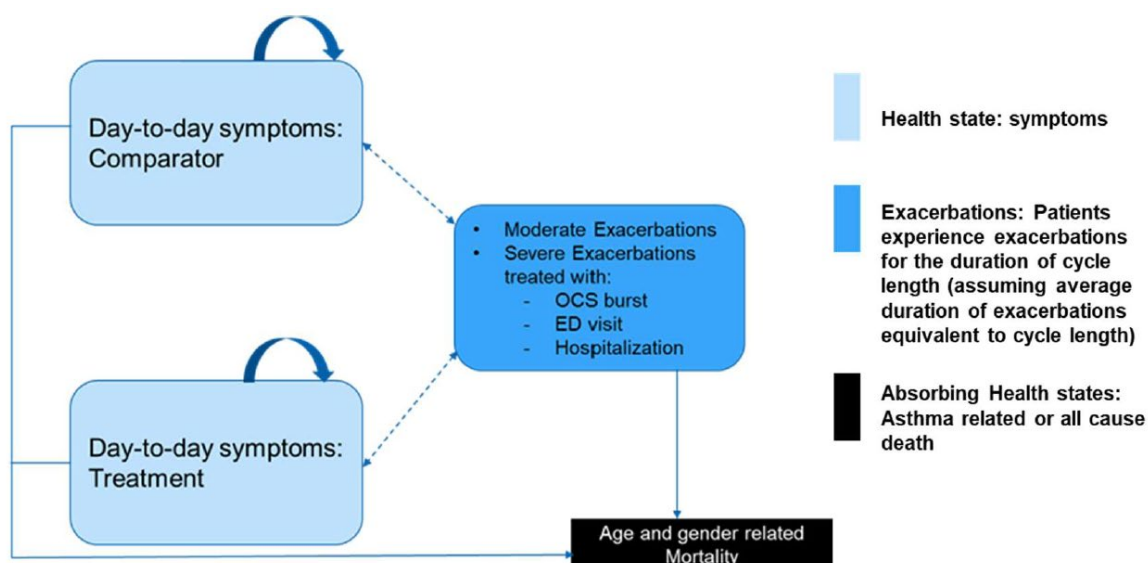 Day-to-day symptoms:
Comparator
• Moderate Exacerbations
• Severe Exacerbations
treated with:
- OCS burst
- ED visit
- Hospitalization
Day-to-day symptoms:
Treatment
Age and gender related
Mortality
Health state: symptoms
Exacerbations: Patients
experience exacerbations
for the duration of cycle
length (assuming average
duration of exacerbations
equivalent to cycle length)
Absorbing Health states:
Asthma related or all cause
death